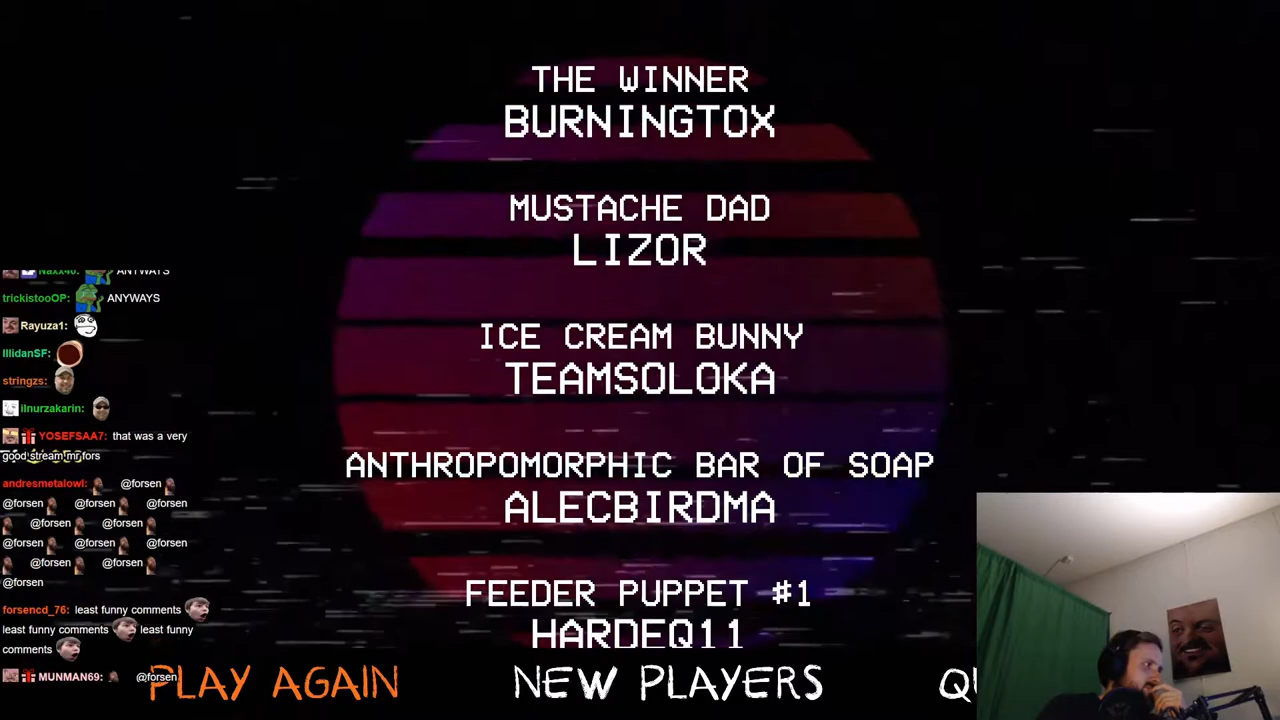 THE WINNER
BURNINGTOX
MUSTACHE DAD
LIZOR
ICE CREAM BUNNY
TEAMSOLOKA
ANTHROPOMORPHIC BAR OF SOAP
ALECBIRDMA
FEEDER PUPPET #1
HARDEQ11
PLAY AGAIN
NEW PLAYERS
Naxx40: ANYWAYS
trickistooOP: ANYWAYS
Rayuza1:
IllidanSF:
stringzs:
ilnurzakarin:
YOSEFSAA7: that was a very
good stream mr fors
andresmetalowl: @forsen
@forsen @forsen @forsen
@forsen @forsen
@forsen @forsen @forsen
@forsen @forsen
@forsen
forsencd_76: least funny comments
least funny comments least funny
comments
MUNMAN69: @forsen